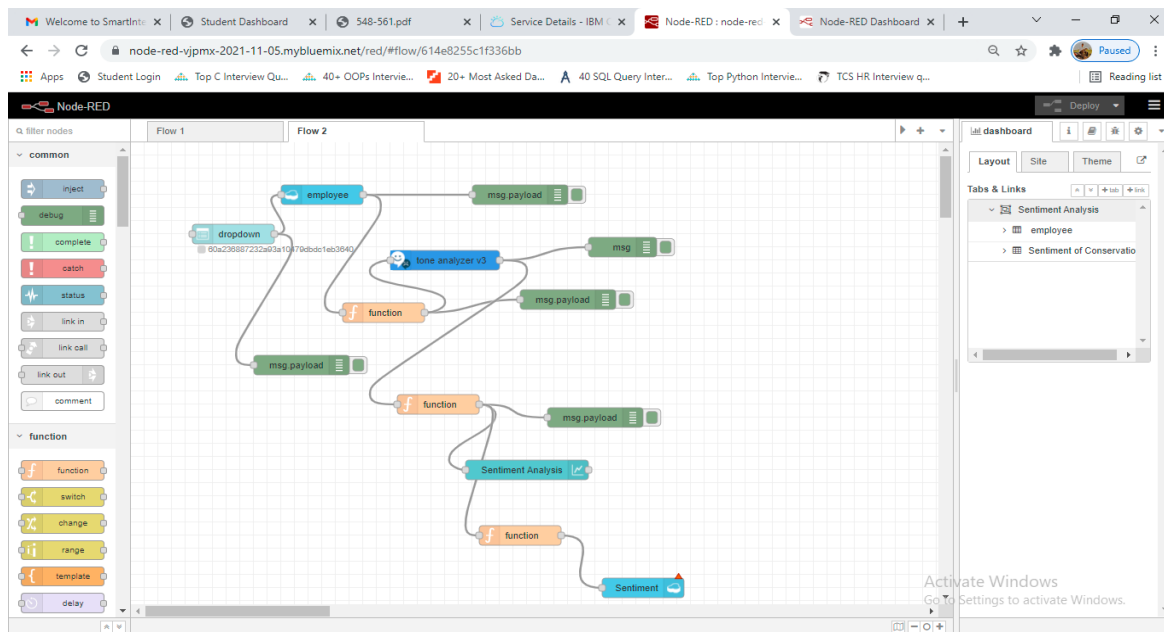 Welcome to SmartInte
Student Dashboard
548-561.pdf
Service Details - IBM C
Node-RED : node-red-
Node-RED Dashboard
node-red-vjpmx-2021-11-05.mybluemix.net/red/#flow/614e8255c1f336bb
Paused
Apps
Student Login
Top C Interview Qu...
40+ OOPs Intervie...
20+ Most Asked Da...
40 SQL Query Inter...
Top Python Intervie...
TCS HR Interview q...
Reading list
Node-RED
Deploy
filter nodes
Flow 1
Flow 2
dashboard
common
inject
debug
complete
catch
status
link in
link call
link out
comment
function
function
switch
change
range
template
delay
employee
msg.payload
dropdown
60a236887232a93a10479dbdc1eb3640
tone analyzer v3
msg
msg.payload
function
msg.payload
function
msg.payload
Sentiment Analysis
function
Sentiment
Layout
Site
Theme
Tabs & Links
+tab
+link
Sentiment Analysis
employee
Sentiment of Conservatio
Activate Windows
Go to Settings to activate Windows.